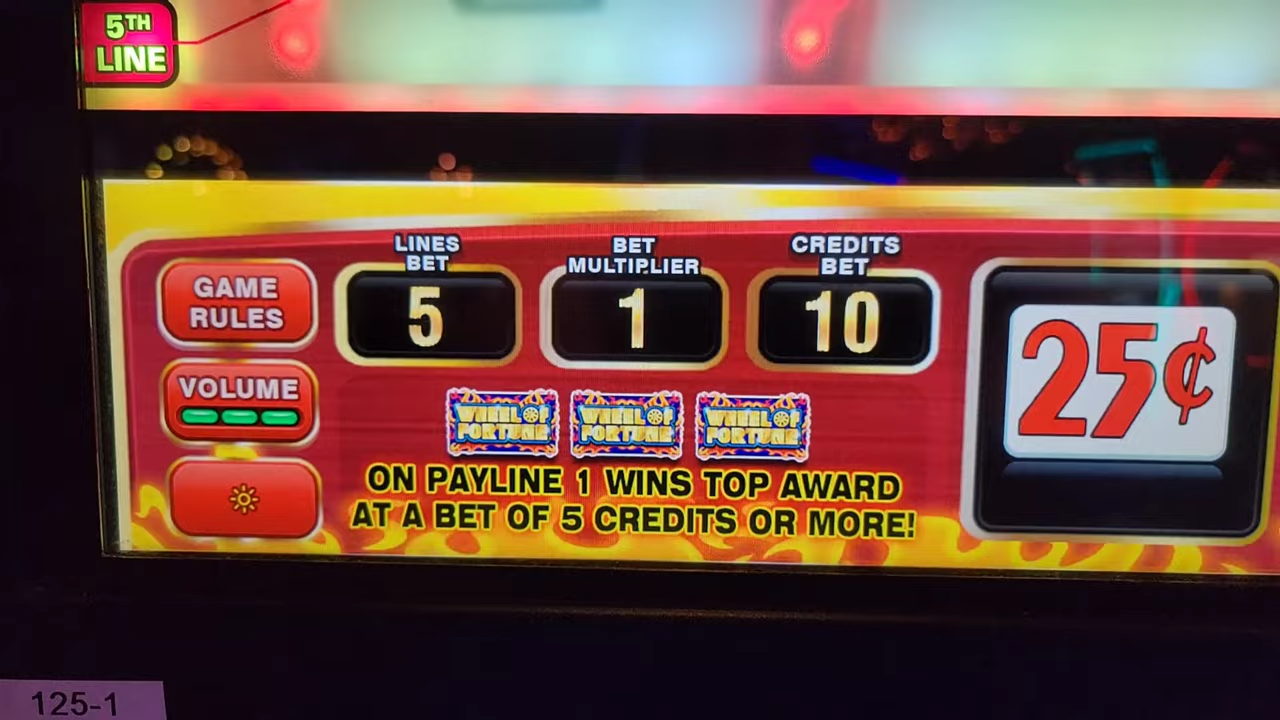 5TH
LINE
LINES
BET
BET
MULTIPLIER
CREDITS
BET
GAME
RULES
5
1
10
25¢
VOLUME
WHEEL OF
FORTUNE
WHEEL OF
FORTUNE
WHEEL OF
FORTUNE
ON PAYLINE 1 WINS TOP AWARD
AT A BET OF 5 CREDITS OR MORE!
125-1